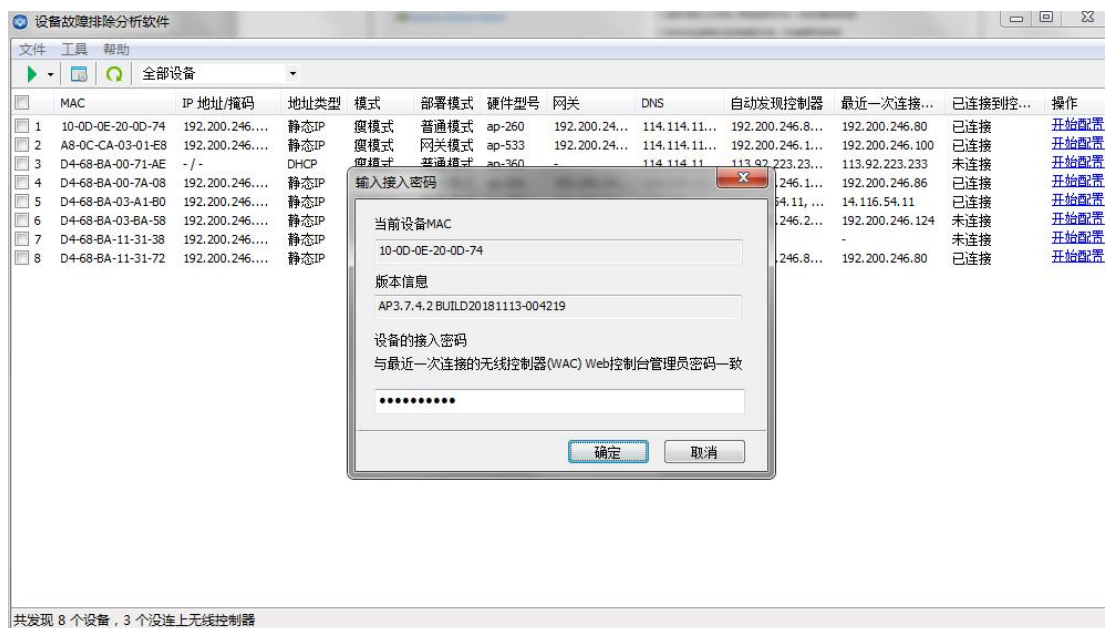 设备故障排除分析软件
文件 工具 帮助
全部设备
MAC IP 地址/掩码 地址类型 模式 部署模式 硬件型号 网关 DNS 自动发现控制器 最近一次连接... 已连接到控... 操作
1 10-0D-0E-20-0D-74 192.200.246.... 静态IP 瘦模式 普通模式 ap-260 192.200.24... 114.114.11... 192.200.246.8... 192.200.246.80 已连接 开始配置
2 A8-0C-CA-03-01-E8 192.200.246.... 静态IP 瘦模式 网关模式 ap-533 192.200.24... 114.114.11... 192.200.246.1... 192.200.246.100 已连接 开始配置
3 D4-68-BA-00-71-AE - / - DHCP 瘦模式 普通模式 ap-360 - 114.114.11... 113.92.223.23... 113.92.223.233 未连接 开始配置
4 D4-68-BA-00-7A-08 192.200.246.... 静态IP .246.1... 192.200.246.86 已连接 开始配置
5 D4-68-BA-03-A1-B0 192.200.246.... 静态IP 54.11, ... 14.116.54.11 已连接 开始配置
6 D4-68-BA-03-BA-58 192.200.246.... 静态IP .246.2... 192.200.246.124 未连接 开始配置
7 D4-68-BA-11-31-38 192.200.246.... 静态IP - 未连接 开始配置
8 D4-68-BA-11-31-72 192.200.246.... 静态IP .246.8... 192.200.246.80 已连接 开始配置
输入接入密码
当前设备MAC
10-0D-0E-20-0D-74
版本信息
AP3.7.4.2 BUILD20181113-004219
设备的接入密码
与最近一次连接的无线控制器(WAC) Web控制台管理员密码一致
●●●●●●●●●●
确定 取消
共发现 8 个设备，3 个没连上无线控制器